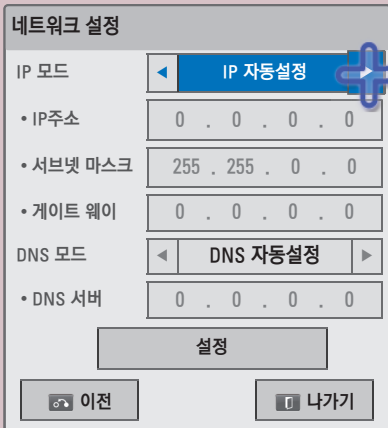 네트워크 설정
IP 모드 ◀ IP 자동설정 ▶
• IP주소 0 . 0 . 0 . 0
• 서브넷 마스크 255 . 255 . 0 . 0
• 게이트 웨이 0 . 0 . 0 . 0
DNS 모드 ◀ DNS 자동설정 ▶
• DNS 서버 0 . 0 . 0 . 0
설정
이전 나가기